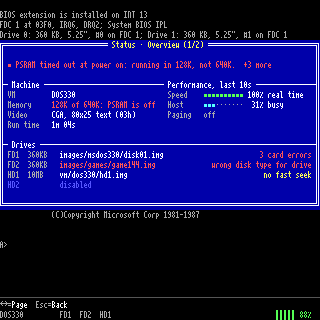 BIOS extension is installed on INT 13
FDC 1 at 03F0, IRQ6, DRQ2; System BIOS IPL
Drive 0: 360 KB, 5.25", #0 on FDC 1; Drive 1: 360 KB, 5.25", #1 on FDC 1
Status - Overview (1/2)
• PSRAM timed out at power on: running in 128K, not 640K. +3 more
Machine Performance, last 10s
VM DOS330 Speed 100% real time
Memory 128K of 640K: PSRAM is off Host 31% busy
Video CGA, 80x25 text (03h) Paging off
Run time 1m 04s
Drives
FD1 360KB images/msdos330/disk01.img 3 card errors
FD2 360KB images/games/game144.img wrong disk type for drive
HD1 10MB vm/dos330/hd1.img no fast seek
HD2 disabled
(C)Copyright Microsoft Corp 1981-1987
A>
↔=Page Esc=Back
DOS330 FD1 FD2 HD1 88%